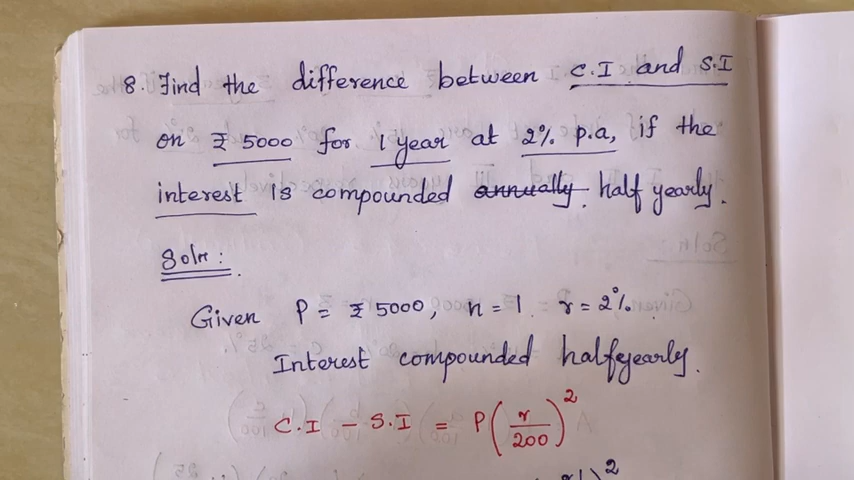 8. Find the difference between C.I and S.I
on ₹ 5000 for 1 year at 2% p.a, if the
interest is compounded annually. half yearly.
Soln:
Given P = ₹ 5000, n = 1. r = 2%.
Interest compounded halfyearly.
C.I - S.I = P(r/200)²